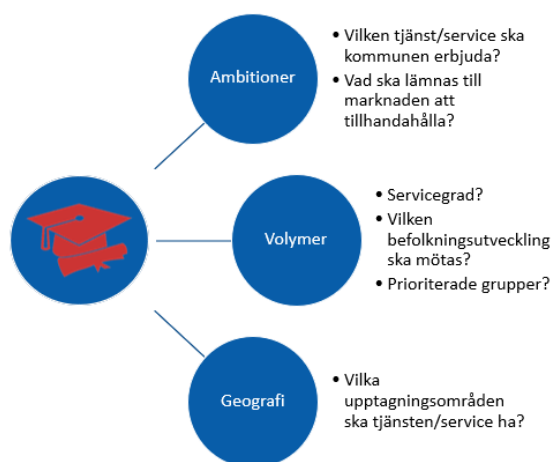 Ambitioner
• Vilken tjänst/service ska
kommunen erbjuda?
• Vad ska lämnas till
marknaden att
tillhandahålla?
Volymer
• Servicegrad?
• Vilken
befolkningsutveckling
ska mötas?
• Prioriterade grupper?
Geografi
• Vilka
upptagningsområden
ska tjänsten/service ha?